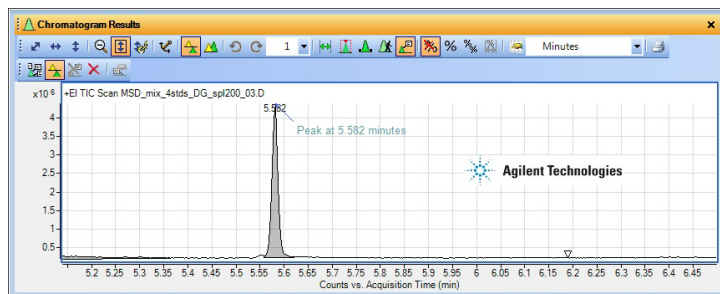 Chromatogram Results
1
Minutes
x10 6
+EI TIC Scan MSD_mix_4stds_DG_spl200_03.D
5.582
Peak at 5.582 minutes
Agilent Technologies
4
3.5
3
2.5
2
1.5
1
0.5
5.2 5.25 5.3 5.35 5.4 5.45 5.5 5.55 5.6 5.65 5.7 5.75 5.8 5.85 5.9 5.95 6 6.05 6.1 6.15 6.2 6.25 6.3 6.35 6.4 6.45
Counts vs. Acquisition Time (min)